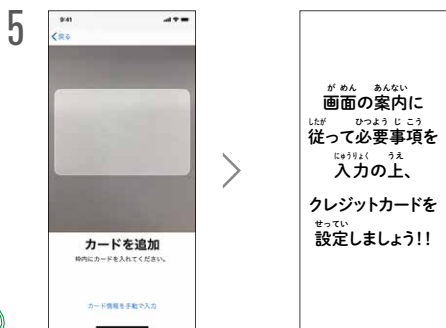 5
9:41
戻る
カードを追加
枠内にカードを入れてください。
カード情報を手動で入力
画面の案内に
がめん あんない
従って必要事項を
したが ひつようじこう
入力の上、
にゅうりょく うえ
クレジットカードを
設定しましょう!!
せってい